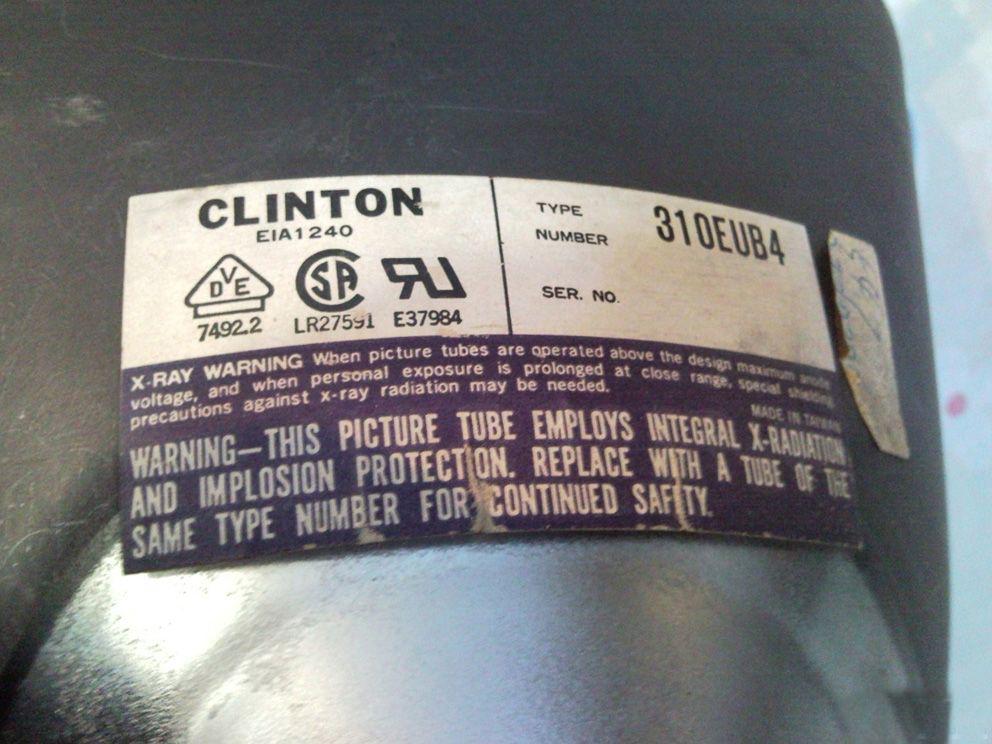 CLINTON
EIA1240
VDE
7492.2
SA
LR27591
E37984
TYPE
NUMBER 310EUB4
SER. NO.
X-RAY WARNING When picture tubes are operated above the design maximum anode
voltage, and when personal exposure is prolonged at close range, special shielding
precautions against x-ray radiation may be needed.
MADE IN TAIWAN
WARNING—THIS PICTURE TUBE EMPLOYS INTEGRAL X-RADIATION
AND IMPLOSION PROTECTION. REPLACE WITH A TUBE OF THE
SAME TYPE NUMBER FOR CONTINUED SAFETY.